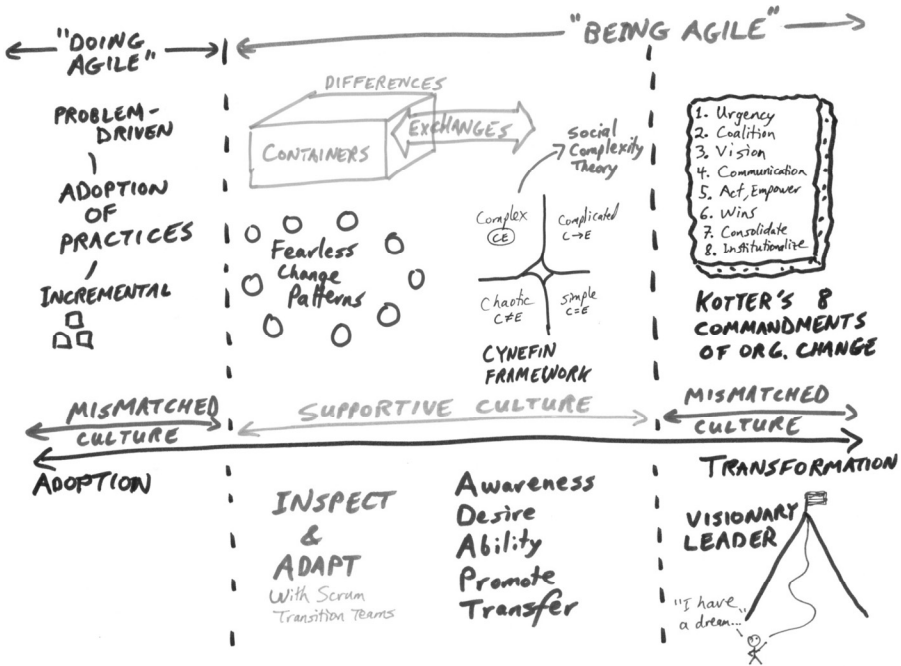 "DOING
AGILE"
"BEING AGILE"
PROBLEM-
DRIVEN
ADOPTION
OF
PRACTICES
INCREMENTAL
DIFFERENCES
CONTAINERS
EXCHANGES
Fearless
Change
Patterns
Social
Complexity
Theory
Complex
CE
Complicated
C→E
Chaotic
C≠E
Simple
C=E
CYNEFIN
FRAMEWORK
1. Urgency
2. Coalition
3. Vision
4. Communication
5. Act, Empower
6. Wins
7. Consolidate
8. Institutionalize
KOTTER'S 8
COMMANDMENTS
OF ORG. CHANGE
MISMATCHED
CULTURE
SUPPORTIVE CULTURE
MISMATCHED
CULTURE
ADOPTION
TRANSFORMATION
INSPECT
&
ADAPT
With Scrum
Transition Teams
Awareness
Desire
Ability
Promote
Transfer
VISIONARY
LEADER
"I have
a dream..."